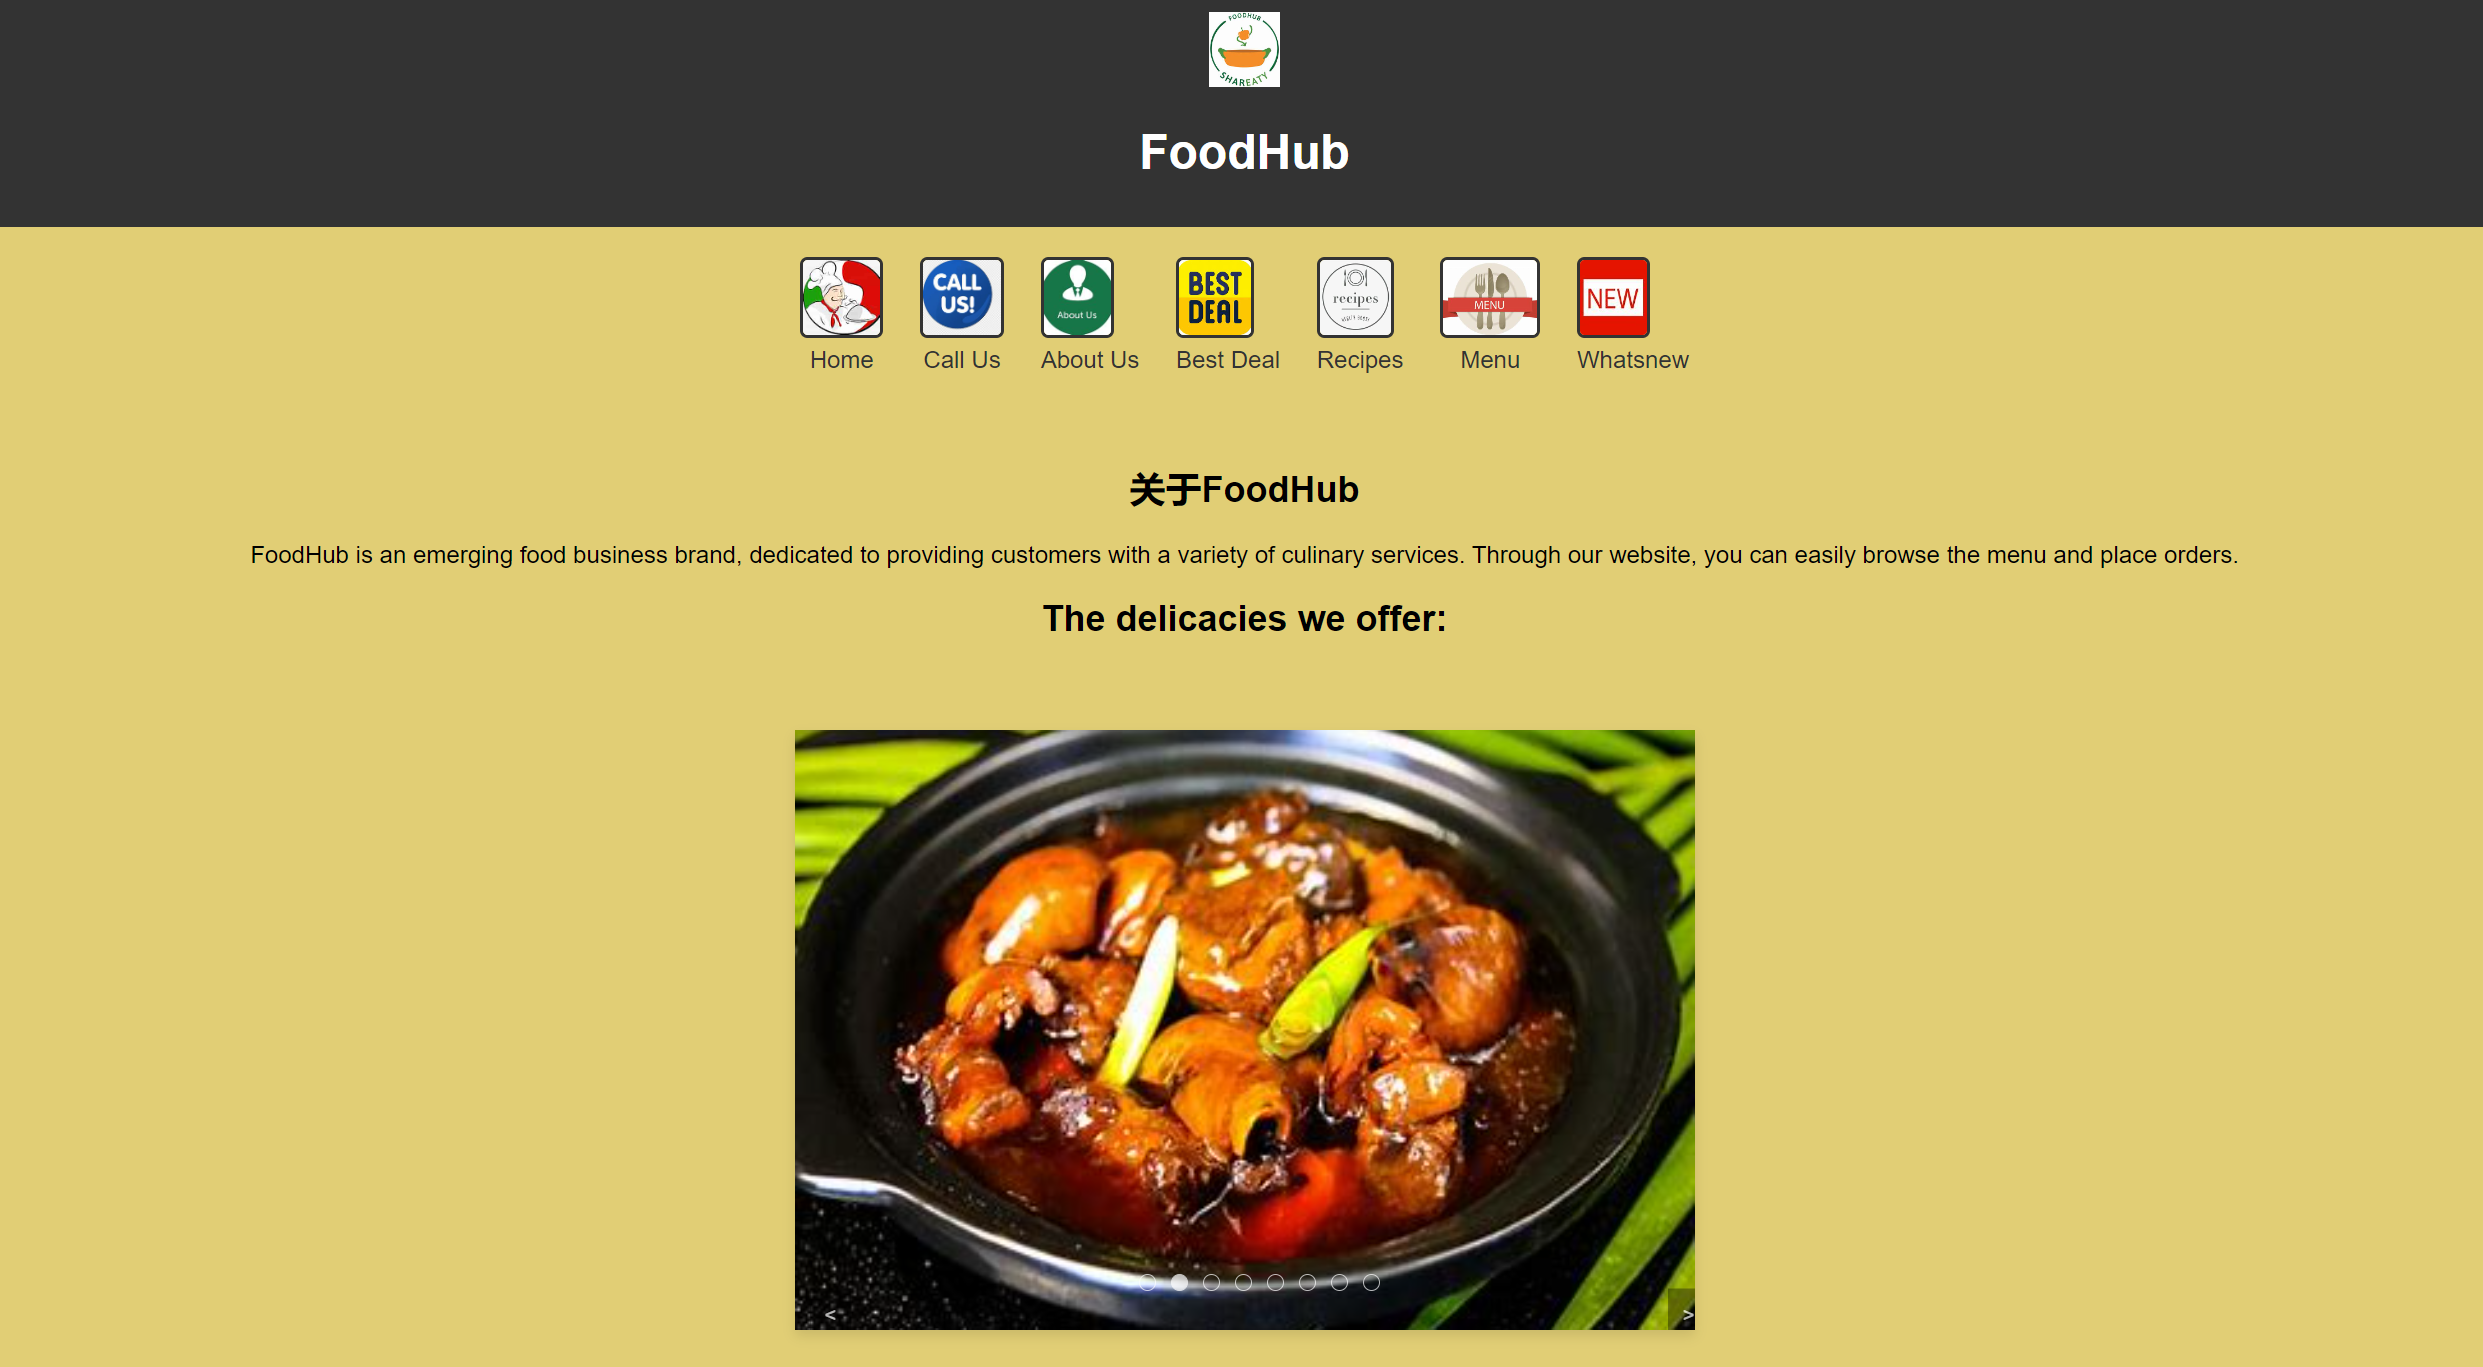 FOODHUB
SHAREATY
FoodHub
CALL
US!
About Us
BEST
DEAL
recipes
MENU
NEW
Home
Call Us
About Us
Best Deal
Recipes
Menu
Whatsnew
关于FoodHub
FoodHub is an emerging food business brand, dedicated to providing customers with a variety of culinary services. Through our website, you can easily browse the menu and place orders.
The delicacies we offer:
< >